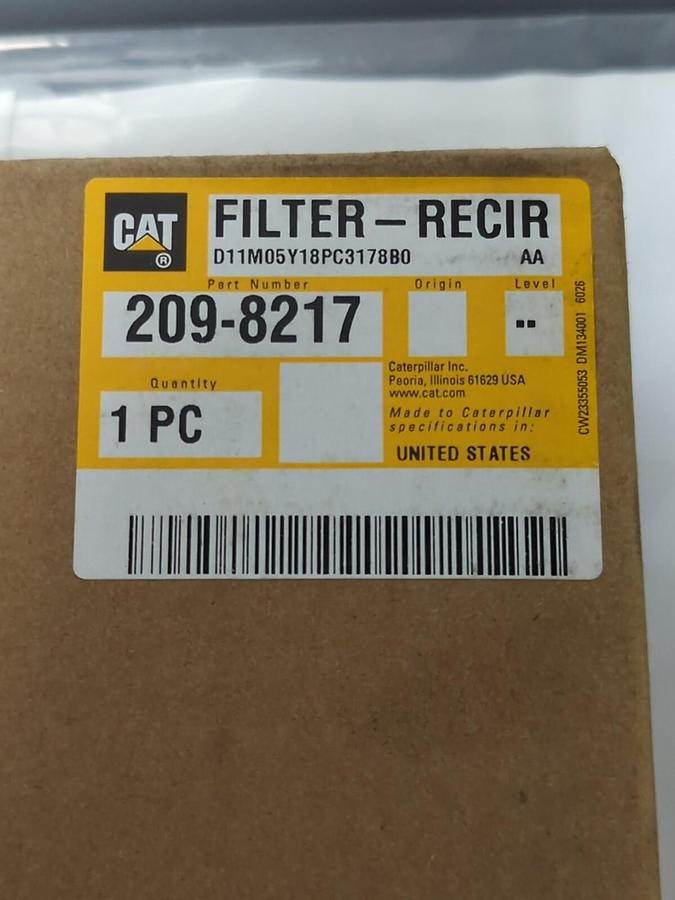 CAT
®
FILTER-RECIR
D11M05Y18PC3178B0 AA
Part Number Origin Level
209-8217 --
Quantity
1 PC
Caterpillar Inc.
Peoria, Illinois 61629 USA
www.cat.com
Made to Caterpillar
specifications in:
UNITED STATES
CW23355053 DM134001 6026